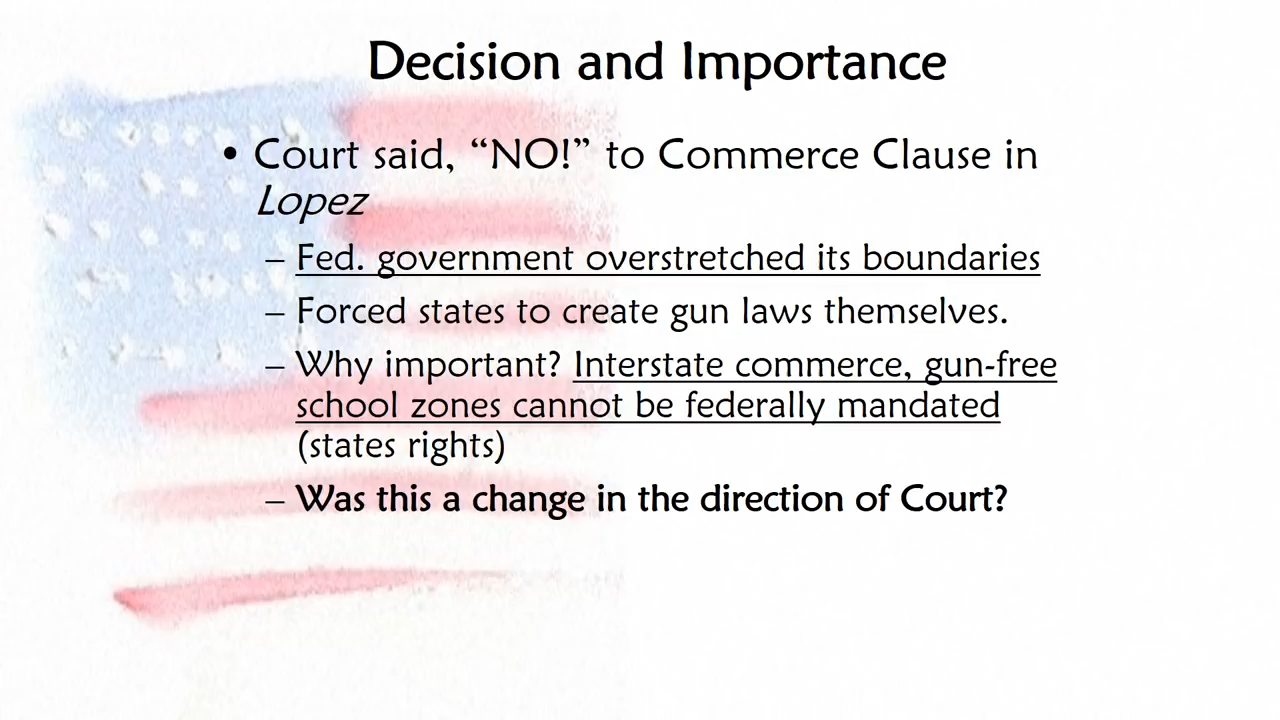 Decision and Importance
• Court said, “NO!” to Commerce Clause in
Lopez
– Fed. government overstretched its boundaries
– Forced states to create gun laws themselves.
– Why important? Interstate commerce, gun-free
school zones cannot be federally mandated
(states rights)
– Was this a change in the direction of Court?